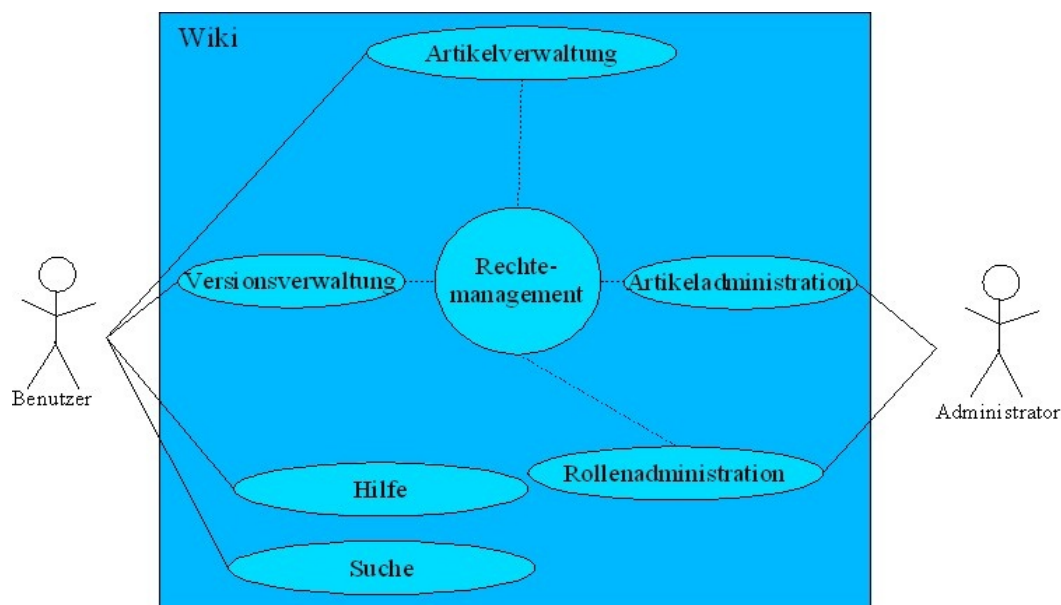 Wiki
Artikelverwaltung
Versionsverwaltung
Rechte-
management
Artikeladministration
Benutzer
Administrator
Rollenadministration
Hilfe
Suche